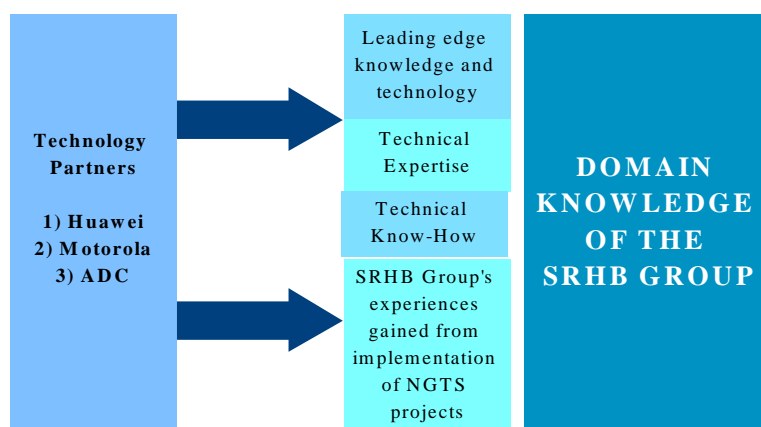 Technology
Partners
1) Huawei
2) Motorola
3) ADC
Leading edge
knowledge and
technology
Technical
Expertise
Technical
Know-How
SRHB Group's
experiences
gained from
implementation
of NGTS
projects
DOMAIN
KNOWLEDGE
OF THE
SRHB GROUP